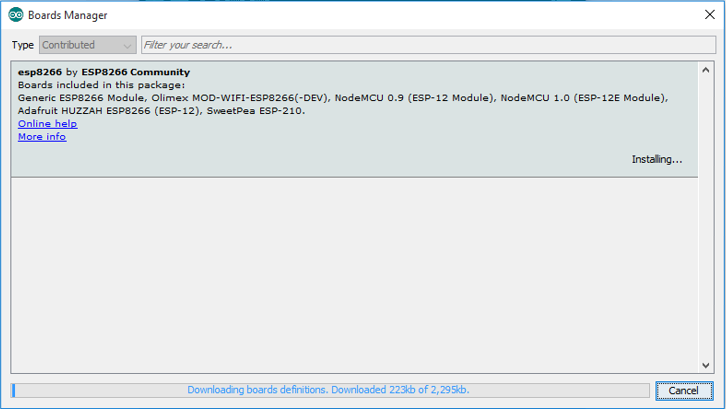 Boards Manager
Type Contributed Filter your search...
esp8266 by ESP8266 Community
Boards included in this package:
Generic ESP8266 Module, Olimex MOD-WIFI-ESP8266(-DEV), NodeMCU 0.9 (ESP-12 Module), NodeMCU 1.0 (ESP-12E Module),
Adafruit HUZZAH ESP8266 (ESP-12), SweetPea ESP-210.
Online help
More info
Installing...
Downloading boards definitions. Downloaded 223kb of 2,295kb.
Cancel